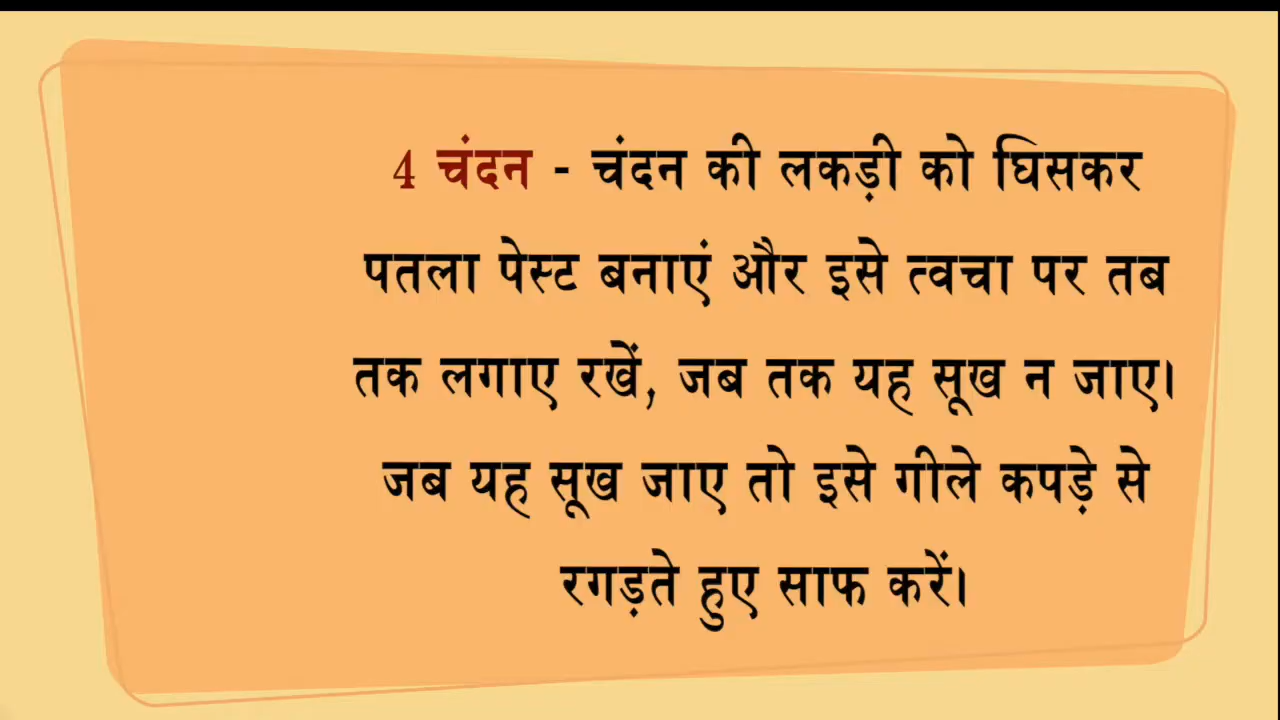 4 चंदन - चंदन की लकड़ी को घिसकर
पतला पेस्ट बनाएं और इसे त्वचा पर तब
तक लगाए रखें, जब तक यह सूख न जाए।
जब यह सूख जाए तो इसे गीले कपड़े से
रगड़ते हुए साफ करें।